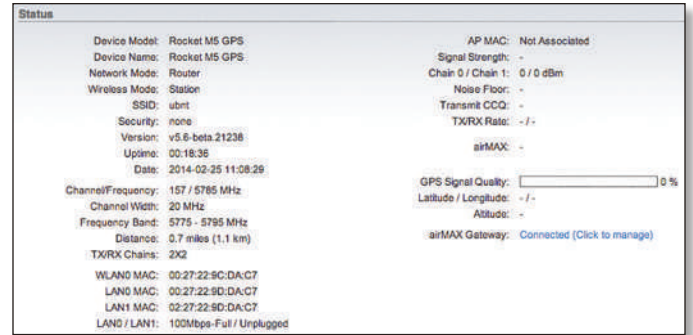 Status
Device Model: Rocket M5 GPS
Device Name: Rocket M5 GPS
Network Mode: Router
Wireless Mode: Station
SSID: ubnt
Security: none
Version: v5.6-beta.21238
Uptime: 00:18:36
Date: 2014-02-25 11:08:29
Channel/Frequency: 157 / 5785 MHz
Channel Width: 20 MHz
Frequency Band: 5775 - 5795 MHz
Distance: 0.7 miles (1.1 km)
TX/RX Chains: 2X2
WLAN0 MAC: 00:27:22:9C:DA:C7
LAN0 MAC: 00:27:22:9D:DA:C7
LAN1 MAC: 02:27:22:9D:DA:C7
LAN0 / LAN1: 100Mbps-Full / Unplugged
AP MAC: Not Associated
Signal Strength: -
Chain 0 / Chain 1: 0 / 0 dBm
Noise Floor: -
Transmit CCQ: -
TX/RX Rate: - / -
airMAX: -
GPS Signal Quality: 0 %
Latitude / Longitude: - / -
Altitude: -
airMAX Gateway: Connected (Click to manage)